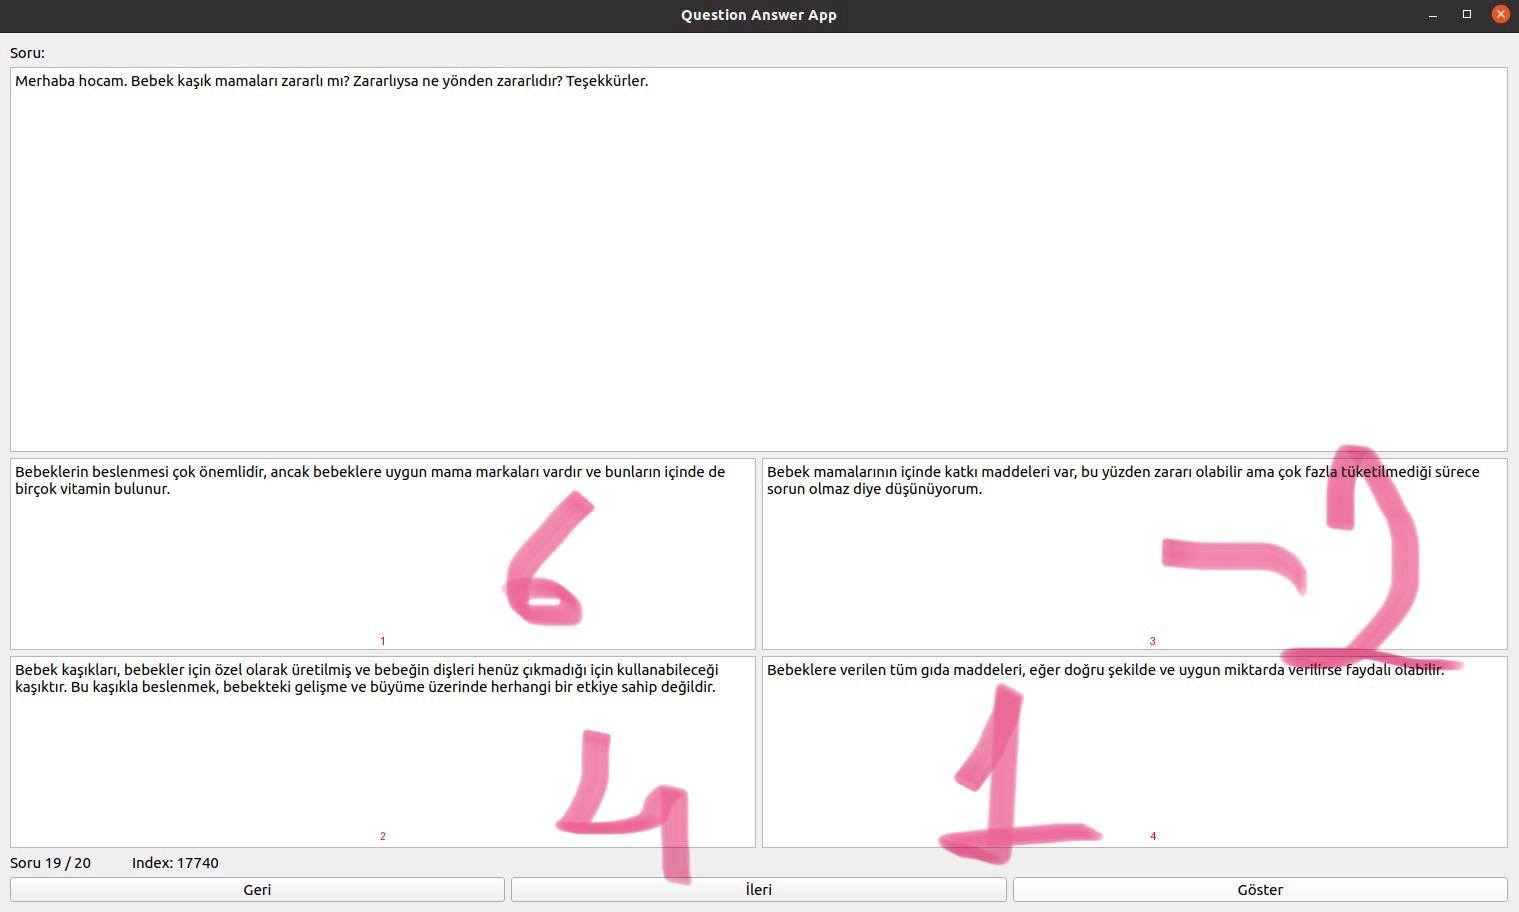 Question Answer App
Soru:
Merhaba hocam. Bebek kaşık mamaları zararlı mı? Zararlıysa ne yönden zararlıdır? Teşekkürler.
Bebeklerin beslenmesi çok önemlidir, ancak bebeklere uygun mama markaları vardır ve bunların içinde de
birçok vitamin bulunur.
6
1
Bebek mamalarının içinde katkı maddeleri var, bu yüzden zararı olabilir ama çok fazla tüketilmediği sürece
sorun olmaz diye düşünüyorum.
-2
3
Bebek kaşıkları, bebekler için özel olarak üretilmiş ve bebeğin dişleri henüz çıkmadığı için kullanabileceği
kaşıktır. Bu kaşıkla beslenmek, bebekteki gelişme ve büyüme üzerinde herhangi bir etkiye sahip değildir.
4
2
Bebeklere verilen tüm gıda maddeleri, eğer doğru şekilde ve uygun miktarda verilirse faydalı olabilir.
1
4
Soru 19 / 20 Index: 17740
Geri İleri Göster